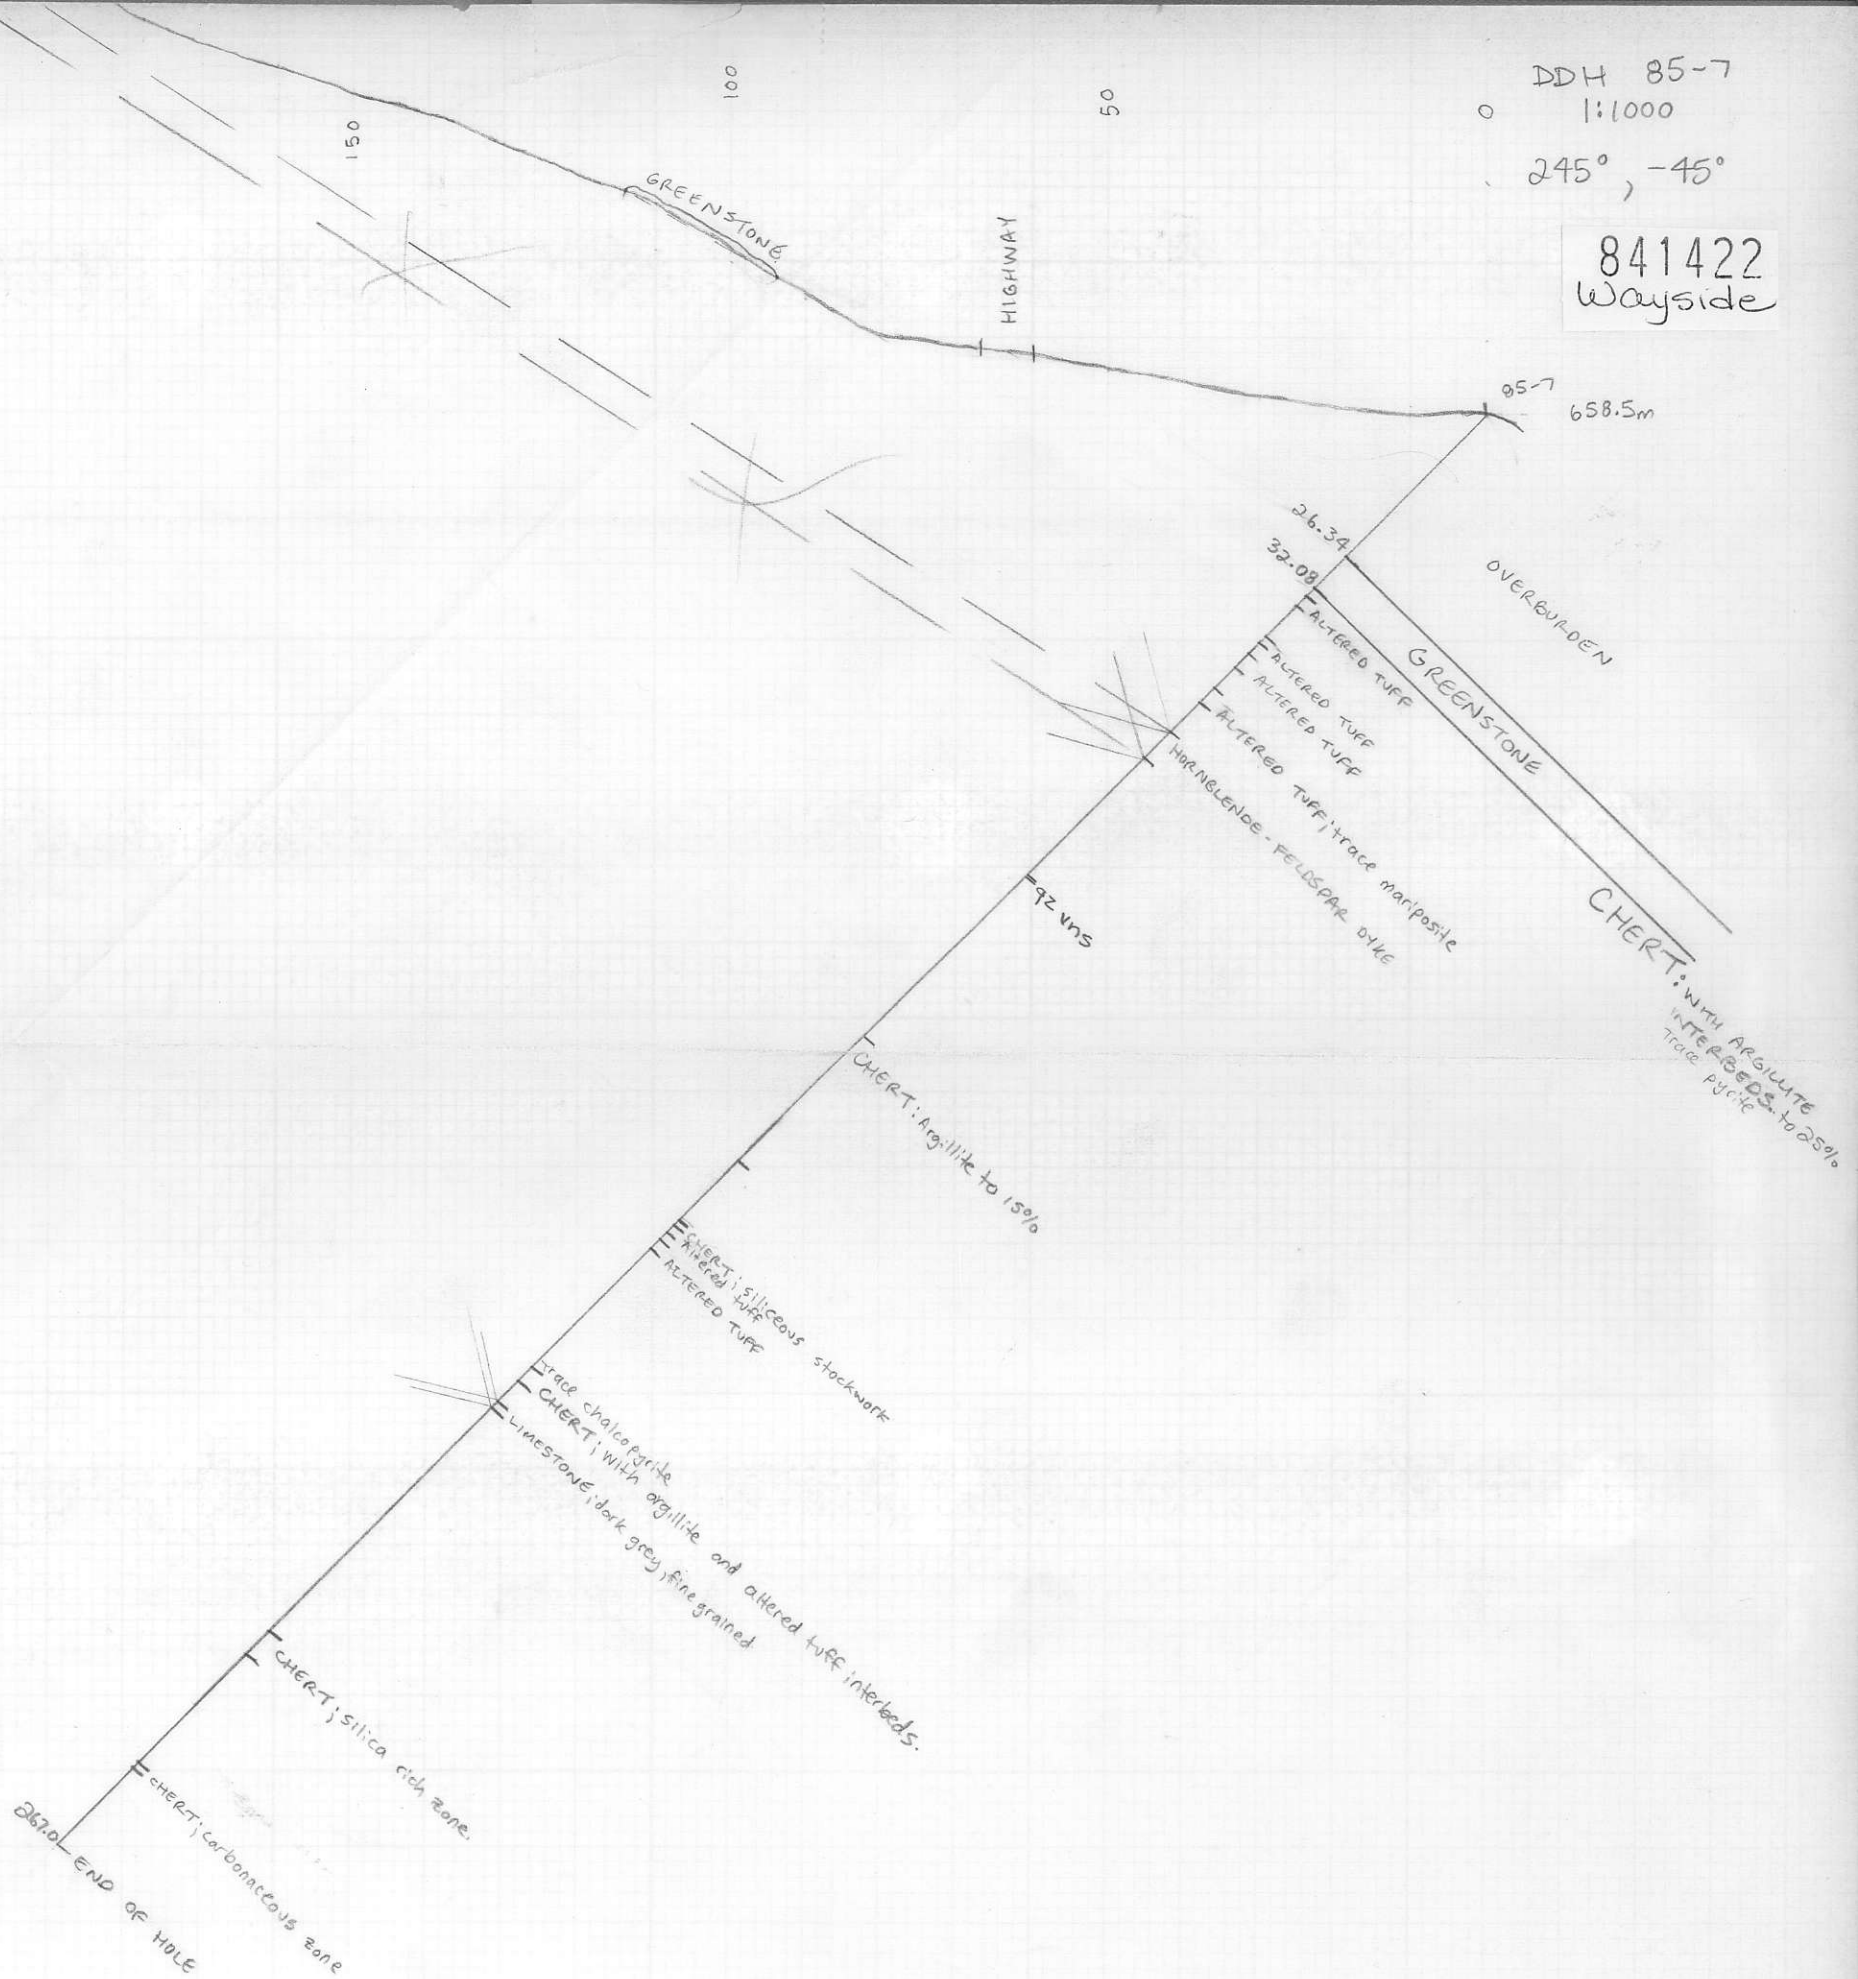 DDH 85-7
1:1000
245°, -45°
841422
Wayside
150
100
50
0
GREENSTONE
HIGHWAY
85-7
658.5m
26.34
32.08
OVERBURDEN
GREENSTONE
ALTERED TUFF
ALTERED TUFF
ALTERED TUFF
ALTERED TUFF; trace mariposite
HORNBLENDE-FELDSPAR DYKE
CHERT: WITH ARGILLITE
INTERBEDS. to 25%
Trace pyrite
qz vns
CHERT: Argillite to 15%
CHERT; siliceous stockwork
Altered tuff
ALTERED TUFF
Trace chalcopyrite
CHERT; with argillite and altered tuff interbeds.
LIMESTONE; dark grey, fine grained
CHERT; silica rich zone.
CHERT; carbonaceous zone
267.0
END OF HOLE